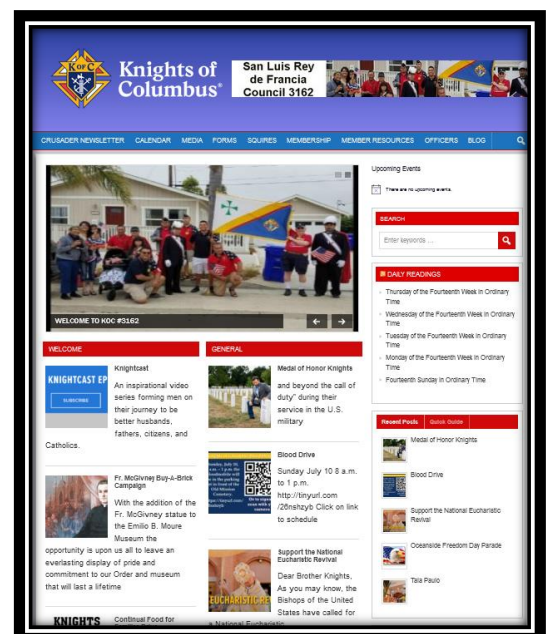 K OF C
Knights of
Columbus®
San Luis Rey
de Francia
Council 3162
CRUSADER NEWSLETTER CALENDAR MEDIA FORMS SQUIRES MEMBERSHIP MEMBER RESOURCES OFFICERS BLOG
WELCOME TO KOC #3162
Upcoming Events
There are no upcoming events.
SEARCH
Enter keywords . . .
DAILY READINGS
Thursday of the Fourteenth Week in Ordinary
Time
Wednesday of the Fourteenth Week in Ordinary
Time
Tuesday of the Fourteenth Week in Ordinary
Time
Monday of the Fourteenth Week in Ordinary
Time
Fourteenth Sunday in Ordinary Time
WELCOME
KNIGHTCAST EP
SUBSCRIBE
Knightcast
An inspirational video
series forming men on
their journey to be
better husbands,
fathers, citizens, and
Catholics.
Fr. McGivney Buy-A-Brick
Campaign
With the addition of the
Fr. McGivney statue to
the Emilio B. Moure
Museum the
opportunity is upon us all to leave an
everlasting display of pride and
commitment to our Order and museum
that will last a lifetime
KNIGHTS
Continual Food for
GENERAL
Medal of Honor Knights
and beyond the call of
duty" during their
service in the U.S.
military
Blood Drive
Sunday July 10 8 a.m.
to 1 p.m.
http://tinyurl.com
/26nshzyb Click on link
to schedule
Support the National
Eucharistic Revival
EUCHARISTIC RE
Dear Brother Knights,
As you may know, the
Bishops of the United
States have called for
a National Eucharistic
Recent Posts Quick Guide
Medal of Honor Knights
Blood Drive
Support the National Eucharistic
Revival
Oceanside Freedom Day Parade
Tala Paulo